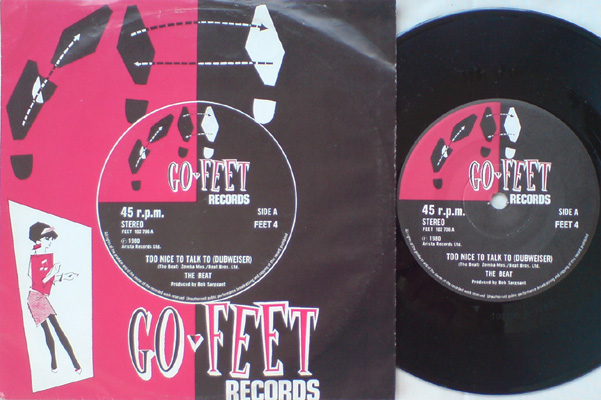 GO FEET
RECORDS
45 r.p.m.
SIDE A
STEREO
FEET 4
FEET 102 706 A
℗ 1980
Arista Records Ltd.
TOO NICE TO TALK TO (DUBWEISER)
(The Beat) Zomba Mus./Beat Bros. Ltd.
THE BEAT
Produced by Bob Sargeant
GO FEET
RECORDS
GO FEET
RECORDS
45 r.p.m.
SIDE A
STEREO
FEET 4
FEET 102 706 A
℗ 1980
Arista Records Ltd.
TOO NICE TO TALK TO (DUBWEISER)
(The Beat) Zomba Mus./Beat Bros. Ltd.
THE BEAT
Produced by Bob Sargeant